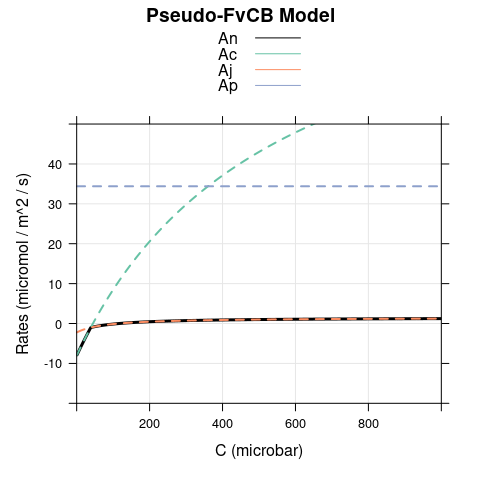 Pseudo-FvCB Model
An
Ac
Aj
Ap
40
30
20
10
0
-10
Rates (micromol / m^2 / s)
200 400 600 800
C (microbar)